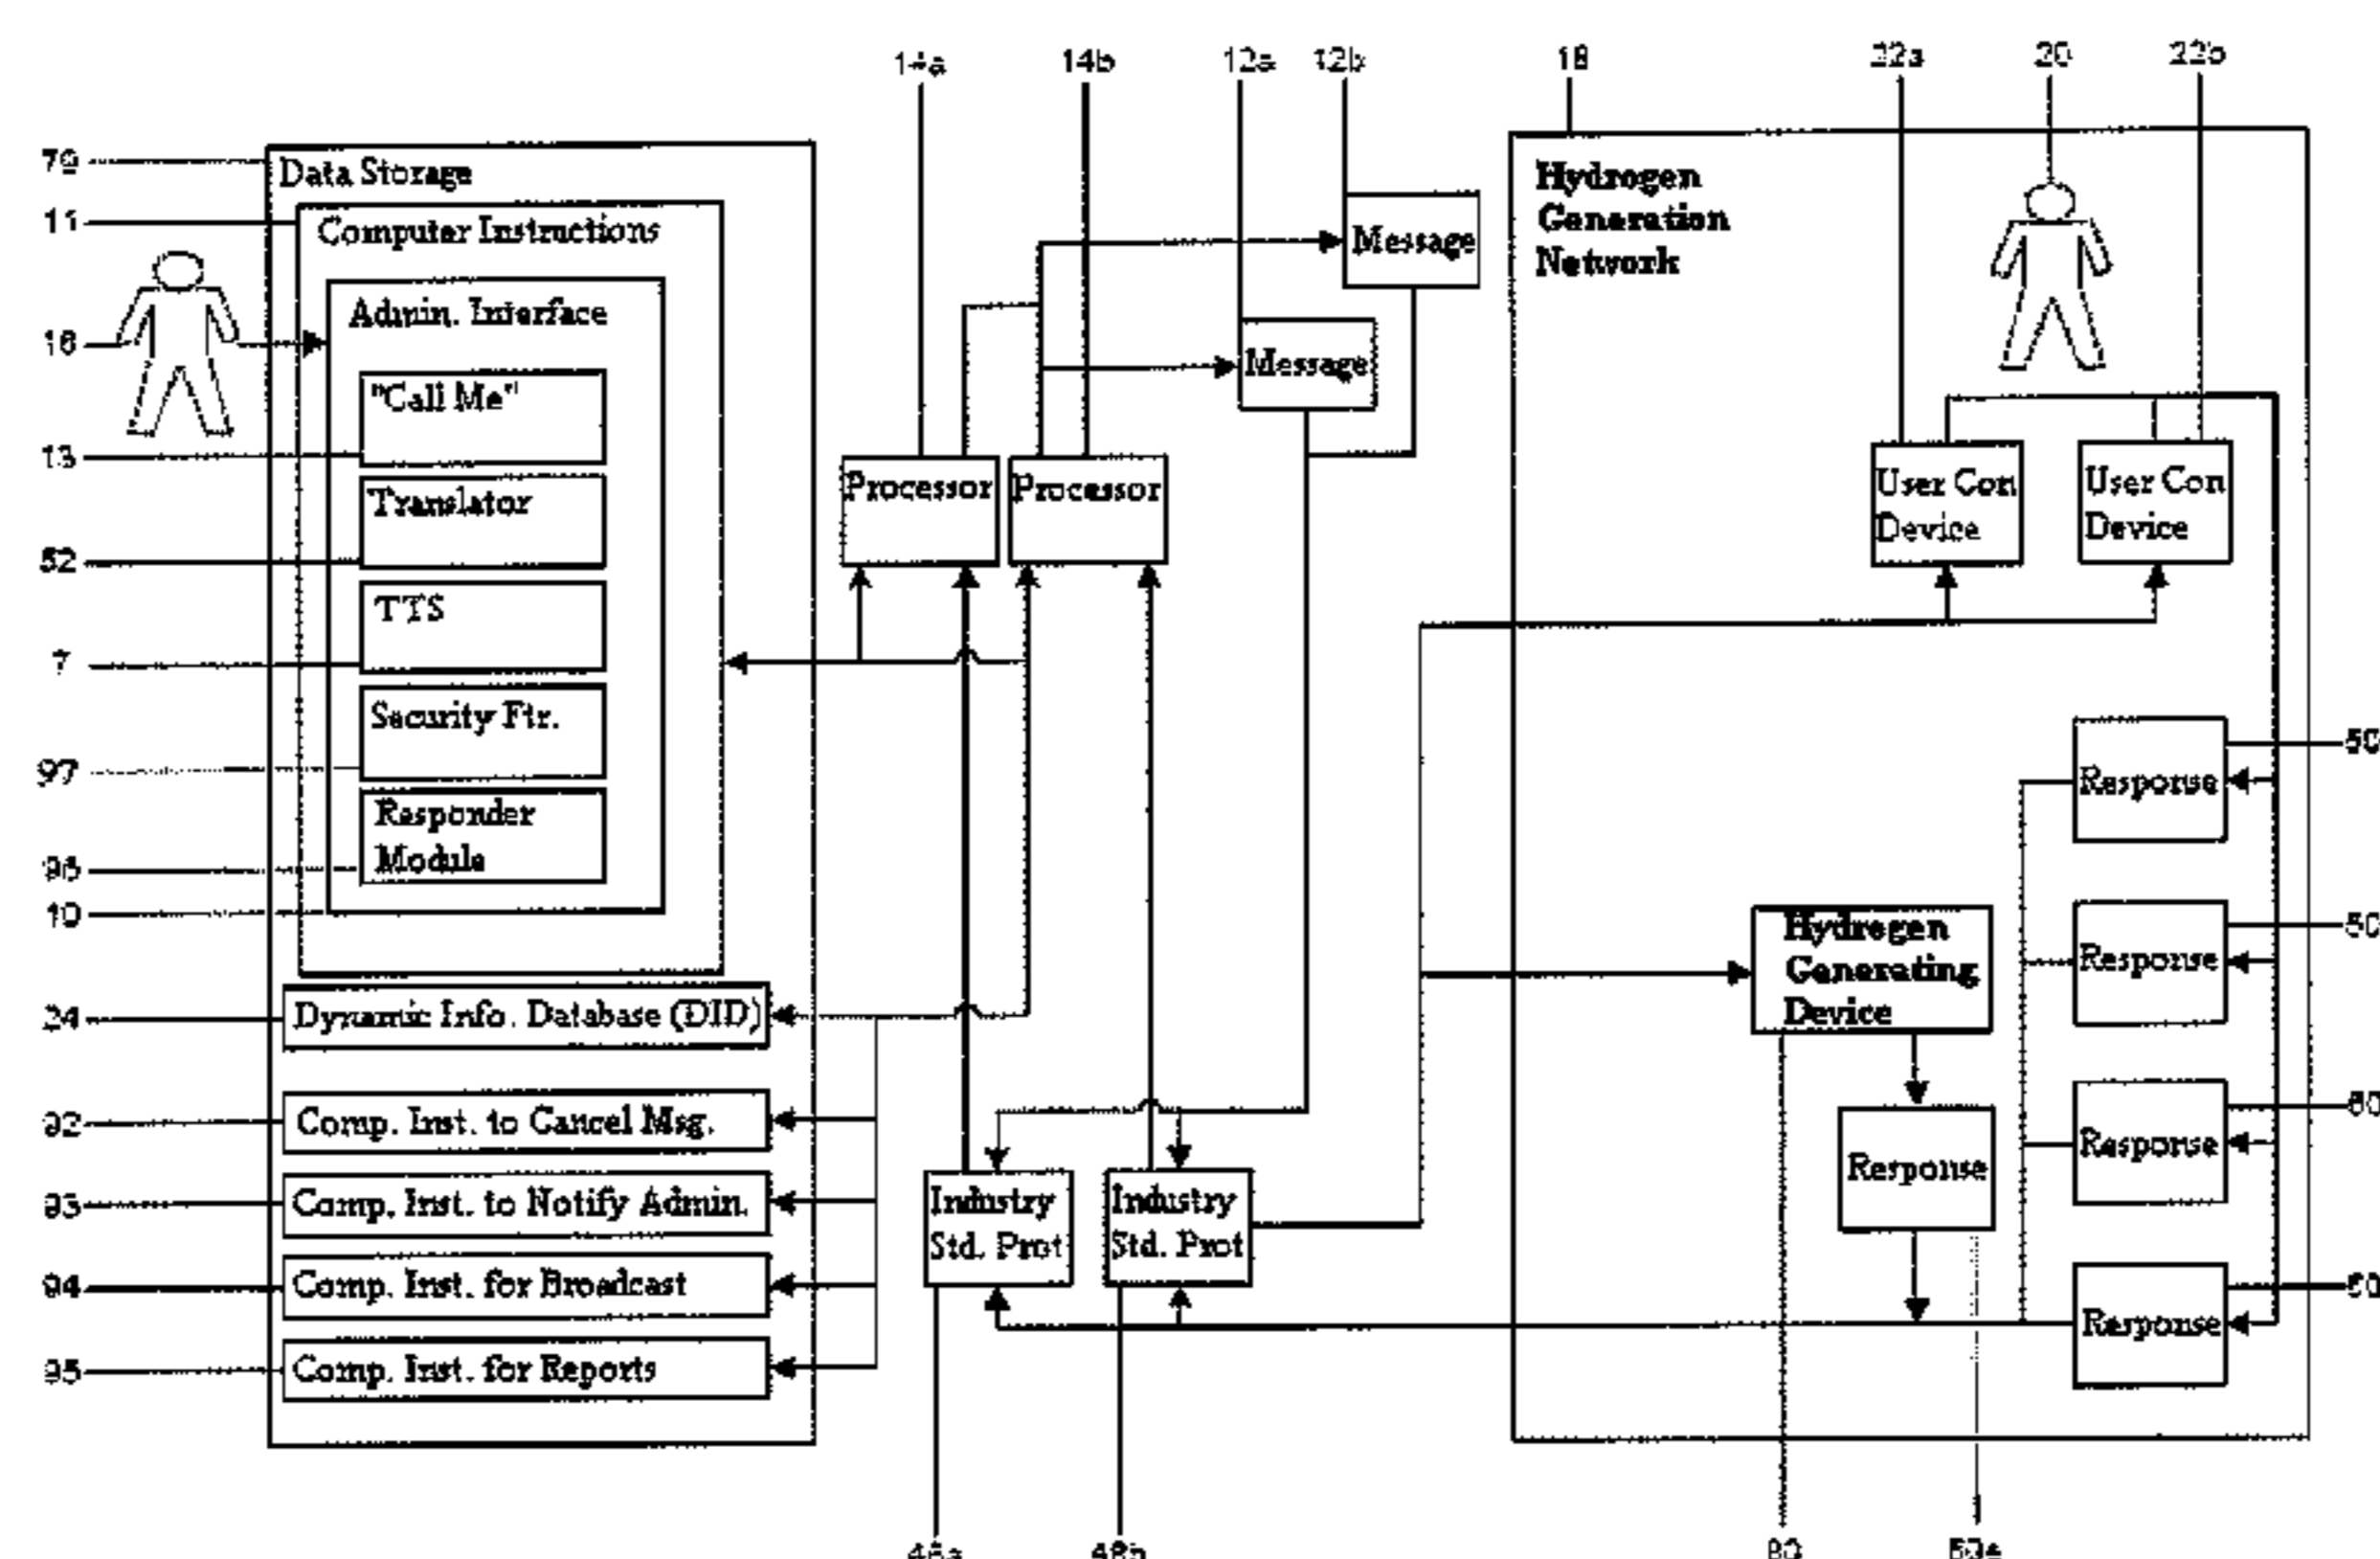 14a 14b 12a 12b 18 22a 20 22b
Data Storage
11
Computer Instructions
16
Admin. Interface
"Call Me"
13
Translator
52
TTS
7
Security Ftr.
97
Responder
Module
96
10
Dynamic Info. Database (DID)
24
Comp. Inst. to Cancel Msg.
92
Comp. Inst. to Notify Admin.
93
Comp. Inst. for Broadcast
94
Comp. Inst. for Reports
95
Processor
Processor
Message
Message
Industry
Std. Prot
Industry
Std. Prot
48b
Hydrogen
Generation
Network
User Con
Device
User Con
Device
Hydrogen
Generating
Device
Response
Response
Response
Response
Response
80